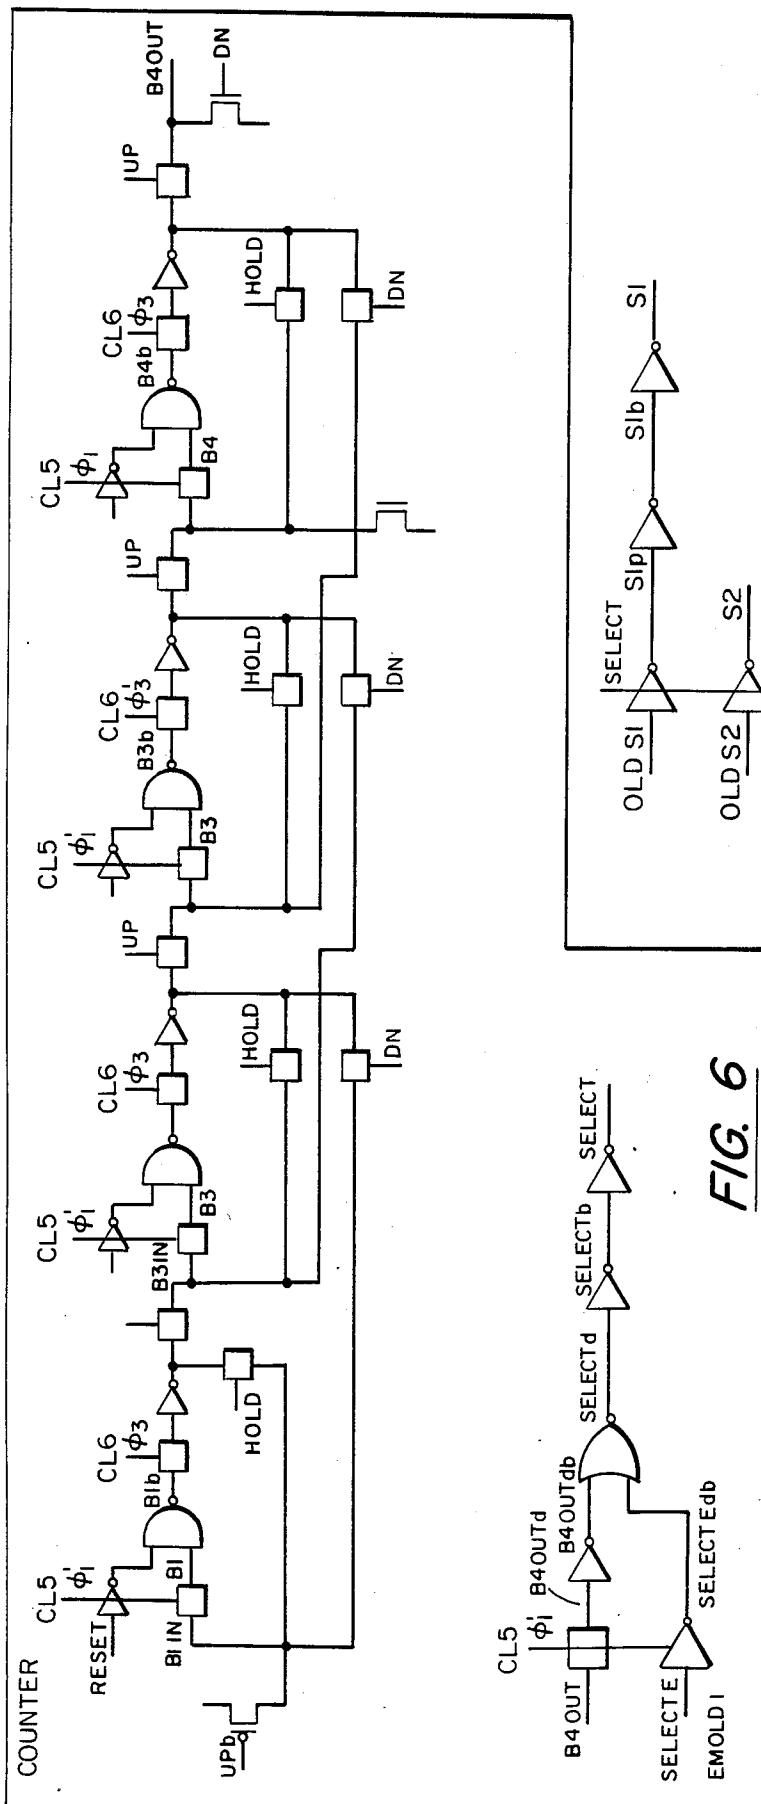 COUNTER
CL5 ϕ1'
RESET
B1
B1IN
UPb
B1b
CL6 ϕ3
HOLD
CL5 ϕ1'
B3
B3IN
CL6 ϕ3
HOLD
DN
UP
CL5 ϕ1'
B3
B3b
CL6 ϕ3'
HOLD
DN
UP
CL5 ϕ1
B4
B4b
CL6 ϕ3
HOLD
DN
UP
B4OUT
DN
CL5 ϕ1'
B4OUT
B4OUTd
B4OUTdb
SELECTd
SELECTb
SELECT
SELECTE
SELECTEdb
EMOLD1
SELECT
OLD S1
S1p
S1b
S1
OLD S2
S2
FIG. 6